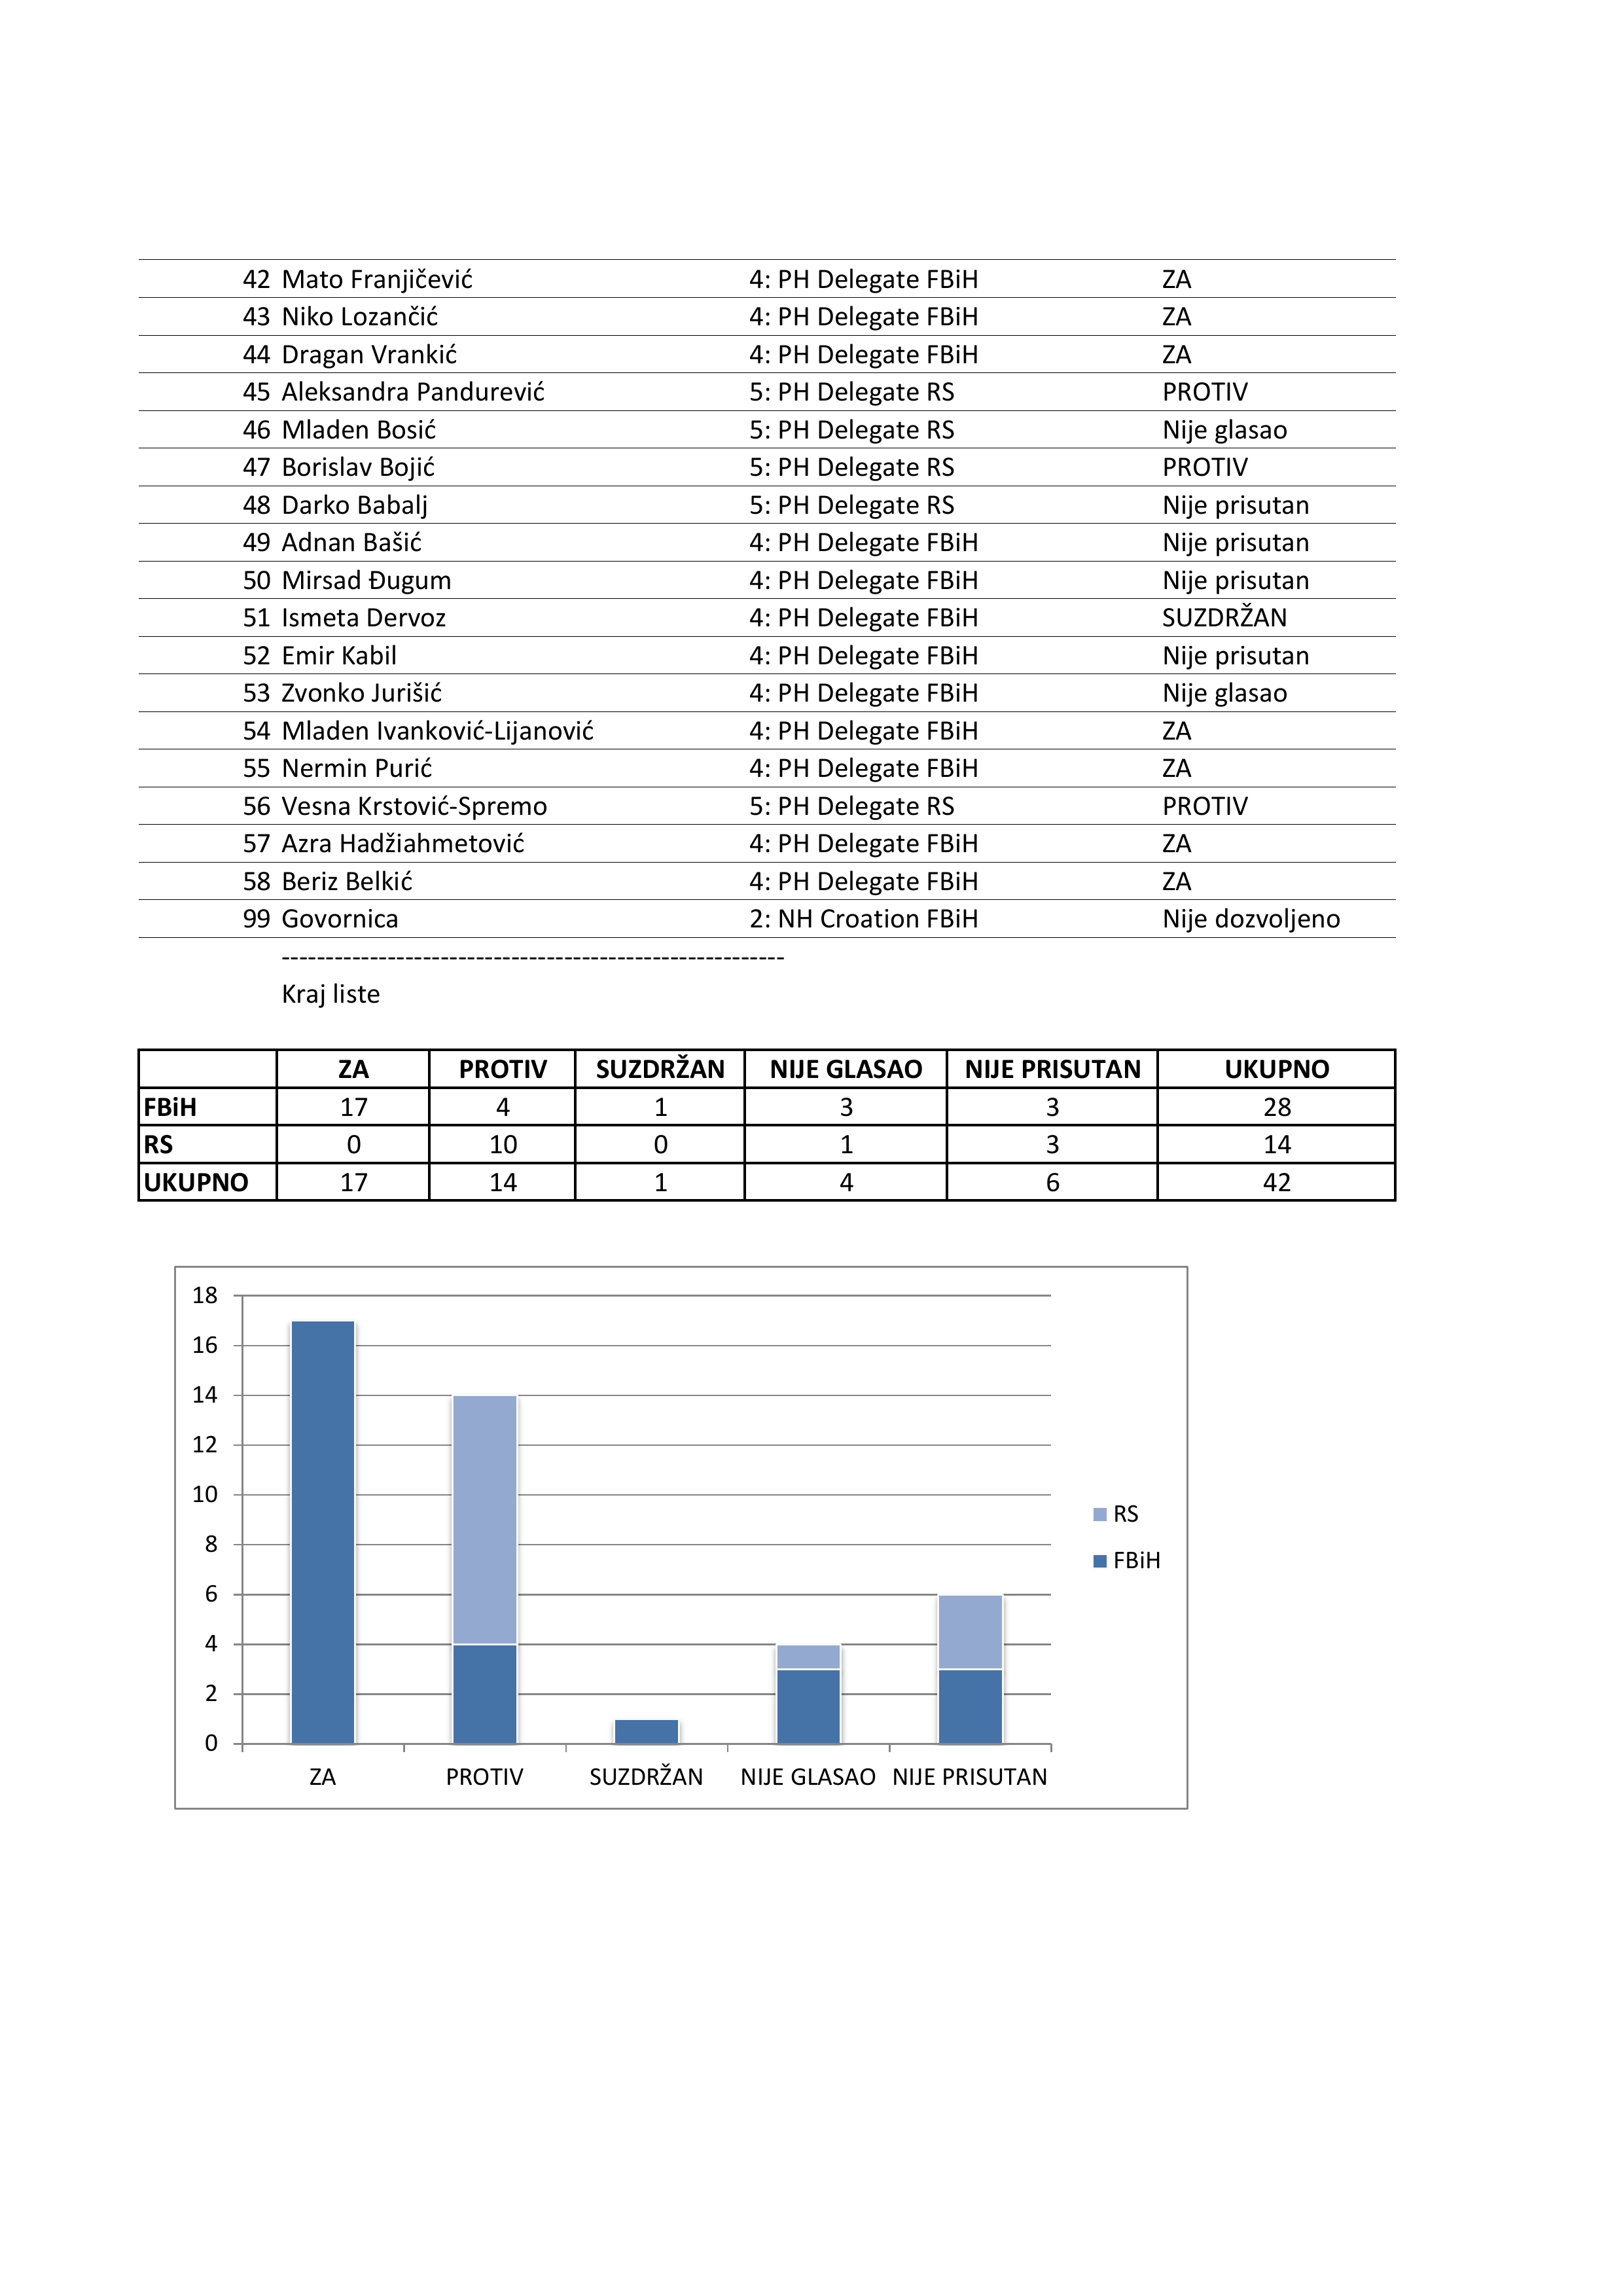 42 Mato Franjičević 4: PH Delegate FBiH ZA
43 Niko Lozančić 4: PH Delegate FBiH ZA
44 Dragan Vrankić 4: PH Delegate FBiH ZA
45 Aleksandra Pandurević 5: PH Delegate RS PROTIV
46 Mladen Bosić 5: PH Delegate RS Nije glasao
47 Borislav Bojić 5: PH Delegate RS PROTIV
48 Darko Babalj 5: PH Delegate RS Nije prisutan
49 Adnan Bašić 4: PH Delegate FBiH Nije prisutan
50 Mirsad Đugum 4: PH Delegate FBiH Nije prisutan
51 Ismeta Dervoz 4: PH Delegate FBiH SUZDRŽAN
52 Emir Kabil 4: PH Delegate FBiH Nije prisutan
53 Zvonko Jurišić 4: PH Delegate FBiH Nije glasao
54 Mladen Ivanković-Lijanović 4: PH Delegate FBiH ZA
55 Nermin Purić 4: PH Delegate FBiH ZA
56 Vesna Krstović-Spremo 5: PH Delegate RS PROTIV
57 Azra Hadžiahmetović 4: PH Delegate FBiH ZA
58 Beriz Belkić 4: PH Delegate FBiH ZA
99 Govornica 2: NH Croation FBiH Nije dozvoljeno
---------------------------------------------------------
Kraj liste
ZA PROTIV SUZDRŽAN NIJE GLASAO NIJE PRISUTAN UKUPNO
FBiH 17 4 1 3 3 28
RS 0 10 0 1 3 14
UKUPNO 17 14 1 4 6 42
18
16
14
12
10
8
6
4
2
0
ZA PROTIV SUZDRŽAN NIJE GLASAO NIJE PRISUTAN
RS
FBiH